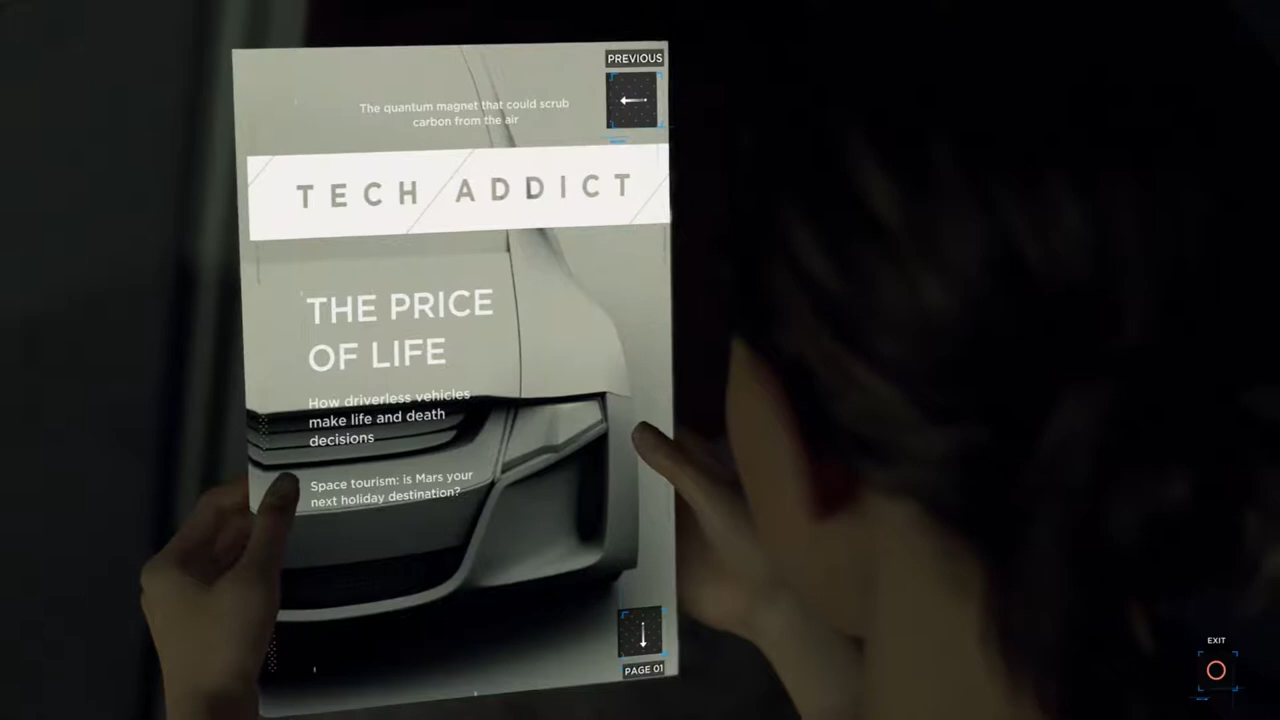 PREVIOUS
The quantum magnet that could scrub
carbon from the air
TECH ADDICT
THE PRICE
OF LIFE
How driverless vehicles
make life and death
decisions
Space tourism: is Mars your
next holiday destination?
PAGE 01
EXIT